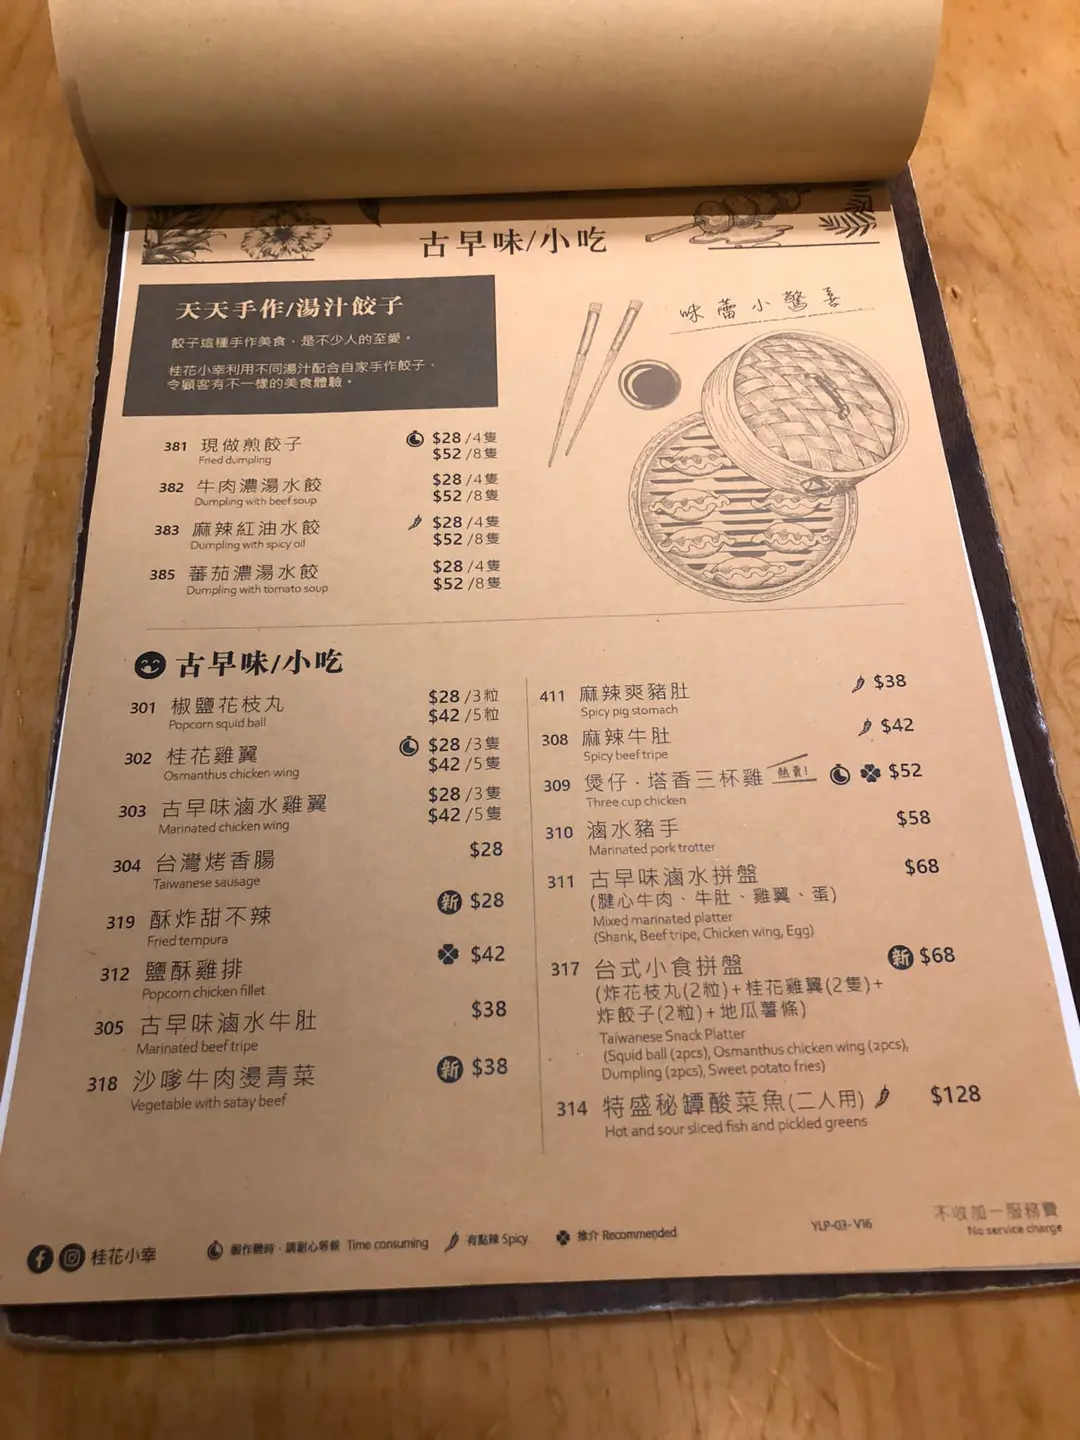 古早味/小吃
天天手作/湯汁餃子
餃子這種手作美食，是不少人的至愛。
桂花小幸利用不同湯汁配合自家手作餃子，
令顧客有不一樣的美食體驗。
味蕾小驚喜
381 現做煎餃子 $28/4隻
Fried dumpling $52/8隻
382 牛肉濃湯水餃 $28/4隻
Dumpling with beef soup $52/8隻
383 麻辣紅油水餃 $28/4隻
Dumpling with spicy oil $52/8隻
385 蕃茄濃湯水餃 $28/4隻
Dumpling with tomato soup $52/8隻
古早味/小吃
301 椒鹽花枝丸 $28/3粒
Popcorn squid ball $42/5粒
302 桂花雞翼 $28/3隻
Osmanthus chicken wing $42/5隻
303 古早味滷水雞翼 $28/3隻
Marinated chicken wing $42/5隻
304 台灣烤香腸 $28
Taiwanese sausage
319 酥炸甜不辣 新 $28
Fried tempura
312 鹽酥雞排 $42
Popcorn chicken fillet
305 古早味滷水牛肚 $38
Marinated beef tripe
318 沙嗲牛肉燙青菜 新 $38
Vegetable with satay beef
411 麻辣爽豬肚 $38
Spicy pig stomach
308 麻辣牛肚 $42
Spicy beef tripe
309 煲仔·塔香三杯雞 熱賣! $52
Three cup chicken
310 滷水豬手 $58
Marinated pork trotter
311 古早味滷水拼盤 $68
(腱心牛肉、牛肚、雞翼、蛋)
Mixed marinated platter
(Shank, Beef tripe, Chicken wing, Egg)
317 台式小食拼盤 新 $68
(炸花枝丸(2粒)+桂花雞翼(2隻)+
炸餃子(2粒)+地瓜薯條)
Taiwanese Snack Platter
(Squid ball (2pcs), Osmanthus chicken wing (2pcs),
Dumpling (2pcs), Sweet potato fries)
314 特盛秘罈酸菜魚(二人用) $128
Hot and sour sliced fish and pickled greens
桂花小幸
製作需時，請耐心等候 Time consuming
有點辣 Spicy
推介 Recommended
YLP-03-V16
不收加一服務費
No service charge